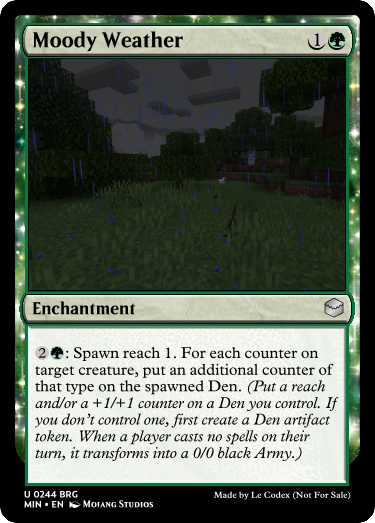 Moody Weather 1
Enchantment
2 : Spawn reach 1. For each counter on
target creature, put an additional counter of
that type on the spawned Den. (Put a reach
and/or a +1/+1 counter on a Den you control. If
you don't control one, first create a Den artifact
token. When a player casts no spells on their
turn, it transforms into a 0/0 black Army.)
U 0244 BRG
MIN • EN Mojang Studios
Made by Le Codex (Not For Sale)